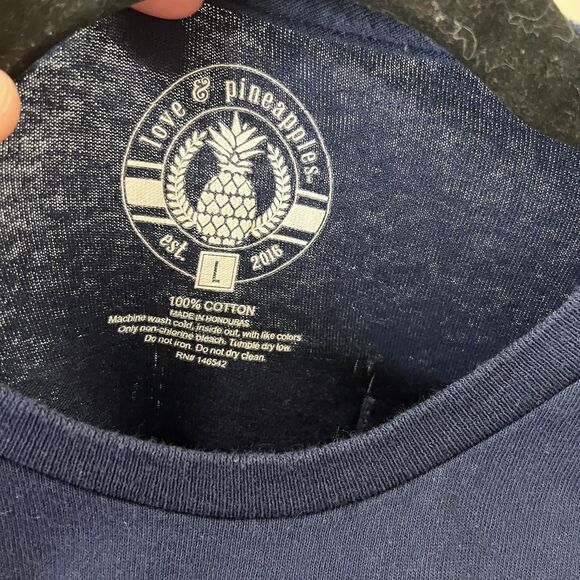 love & pineapples
est. 2016
L
100% COTTON
MADE IN HONDURAS
Machine wash cold, inside out, with like colors
Only non-chlorine bleach. Tumble dry low.
Do not iron. Do not dry clean.
RN# 146542